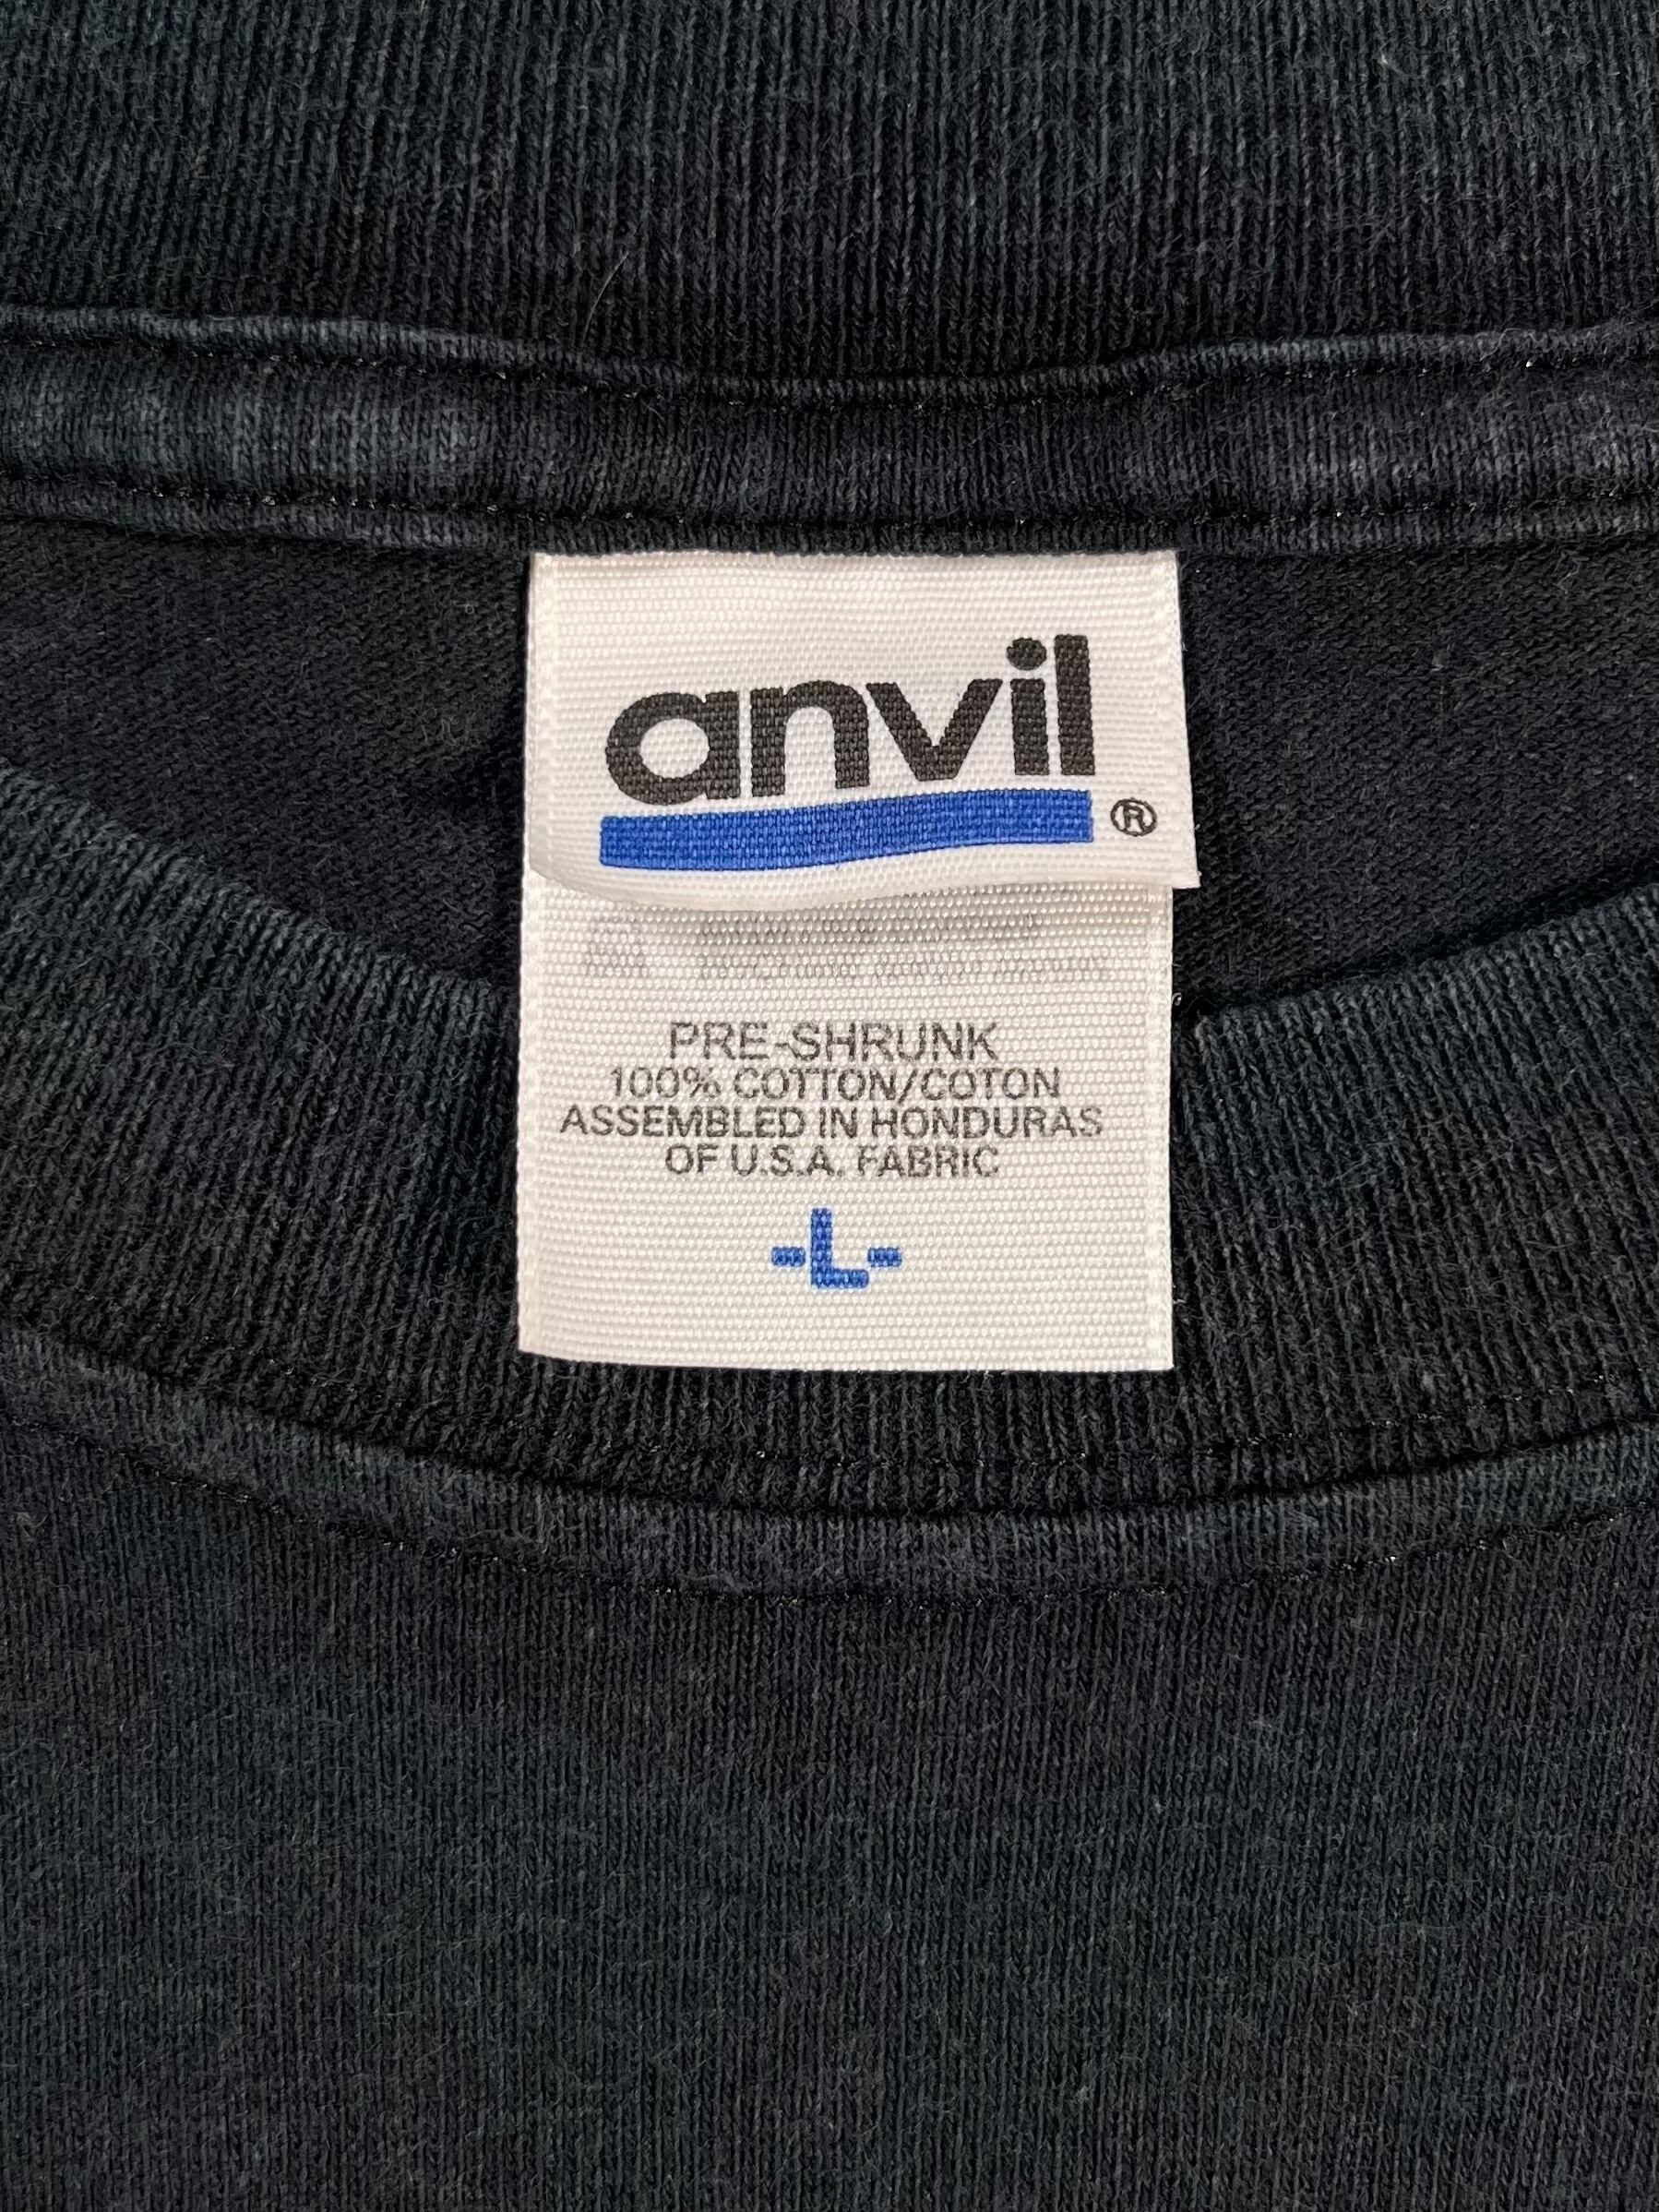 anvil
®
PRE-SHRUNK
100% COTTON/COTON
ASSEMBLED IN HONDURAS
OF U.S.A. FABRIC
-L-